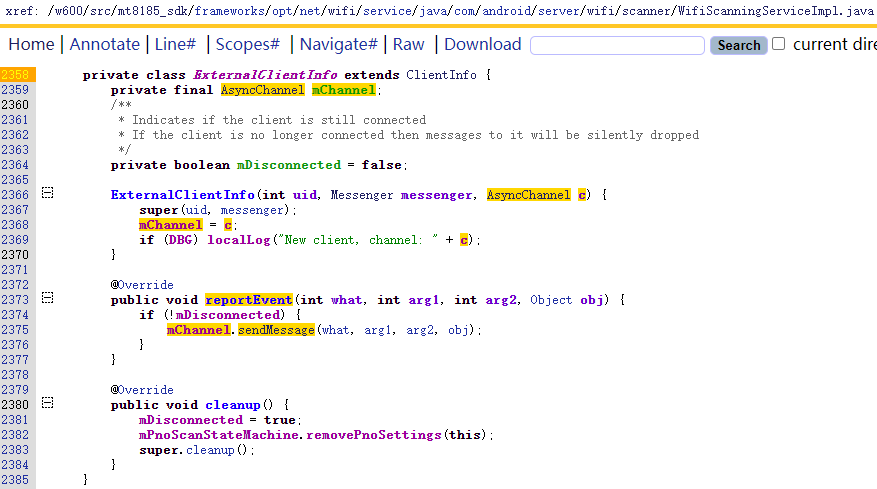 xref: /w600/src/mt8185_sdk/frameworks/opt/net/wifi/service/java/com/android/server/wifi/scanner/WifiScanningServiceImpl.java
Home | Annotate | Line# | Scopes# | Navigate# | Raw | Download Search current dire
2358 private class ExternalClientInfo extends ClientInfo {
2359 private final AsyncChannel mChannel;
2360 /**
2361 * Indicates if the client is still connected
2362 * If the client is no longer connected then messages to it will be silently dropped
2363 */
2364 private boolean mDisconnected = false;
2365
2366 ExternalClientInfo(int uid, Messenger messenger, AsyncChannel c) {
2367 super(uid, messenger);
2368 mChannel = c;
2369 if (DBG) localLog("New client, channel: " + c);
2370 }
2371
2372 @Override
2373 public void reportEvent(int what, int arg1, int arg2, Object obj) {
2374 if (!mDisconnected) {
2375 mChannel.sendMessage(what, arg1, arg2, obj);
2376 }
2377 }
2378
2379 @Override
2380 public void cleanup() {
2381 mDisconnected = true;
2382 mPnoScanStateMachine.removePnoSettings(this);
2383 super.cleanup();
2384 }
2385 }